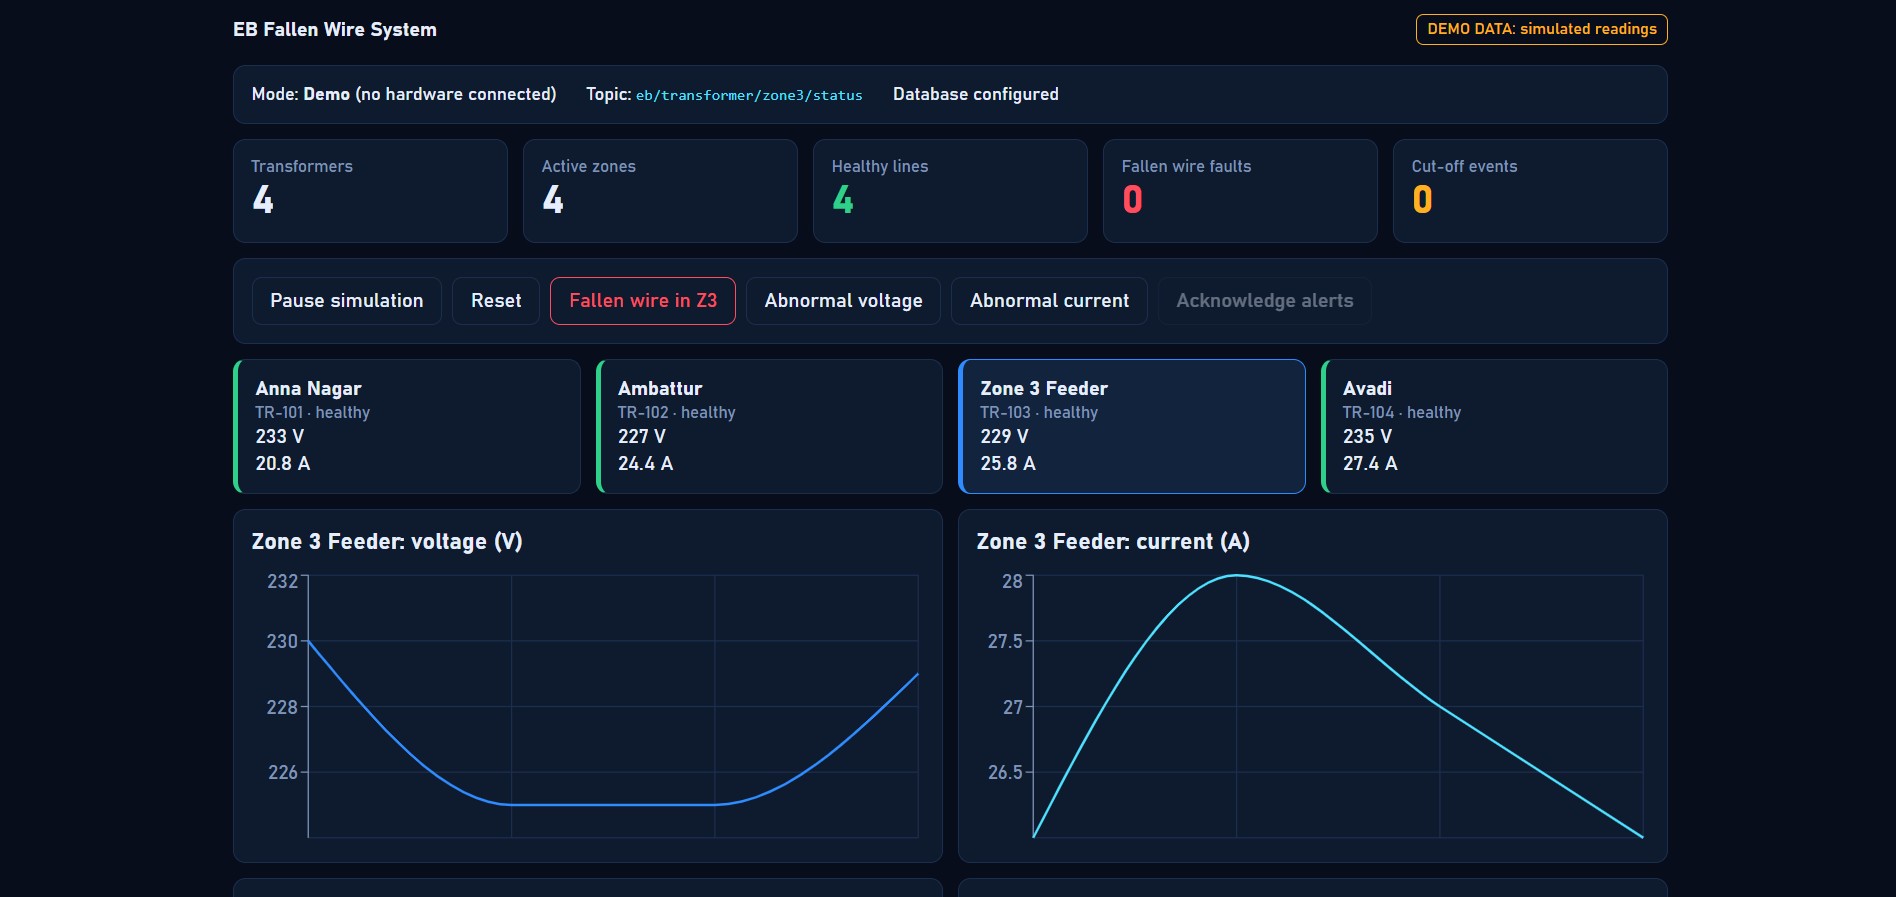 EB Fallen Wire System
DEMO DATA: simulated readings
Mode: Demo (no hardware connected) Topic: eb/transformer/zone3/status Database configured
Transformers
4
Active zones
4
Healthy lines
4
Fallen wire faults
0
Cut-off events
0
Pause simulation
Reset
Fallen wire in Z3
Abnormal voltage
Abnormal current
Acknowledge alerts
Anna Nagar
TR-101 · healthy
233 V
20.8 A
Ambattur
TR-102 · healthy
227 V
24.4 A
Zone 3 Feeder
TR-103 · healthy
229 V
25.8 A
Avadi
TR-104 · healthy
235 V
27.4 A
Zone 3 Feeder: voltage (V)
232
230
228
226
Zone 3 Feeder: current (A)
28
27.5
27
26.5